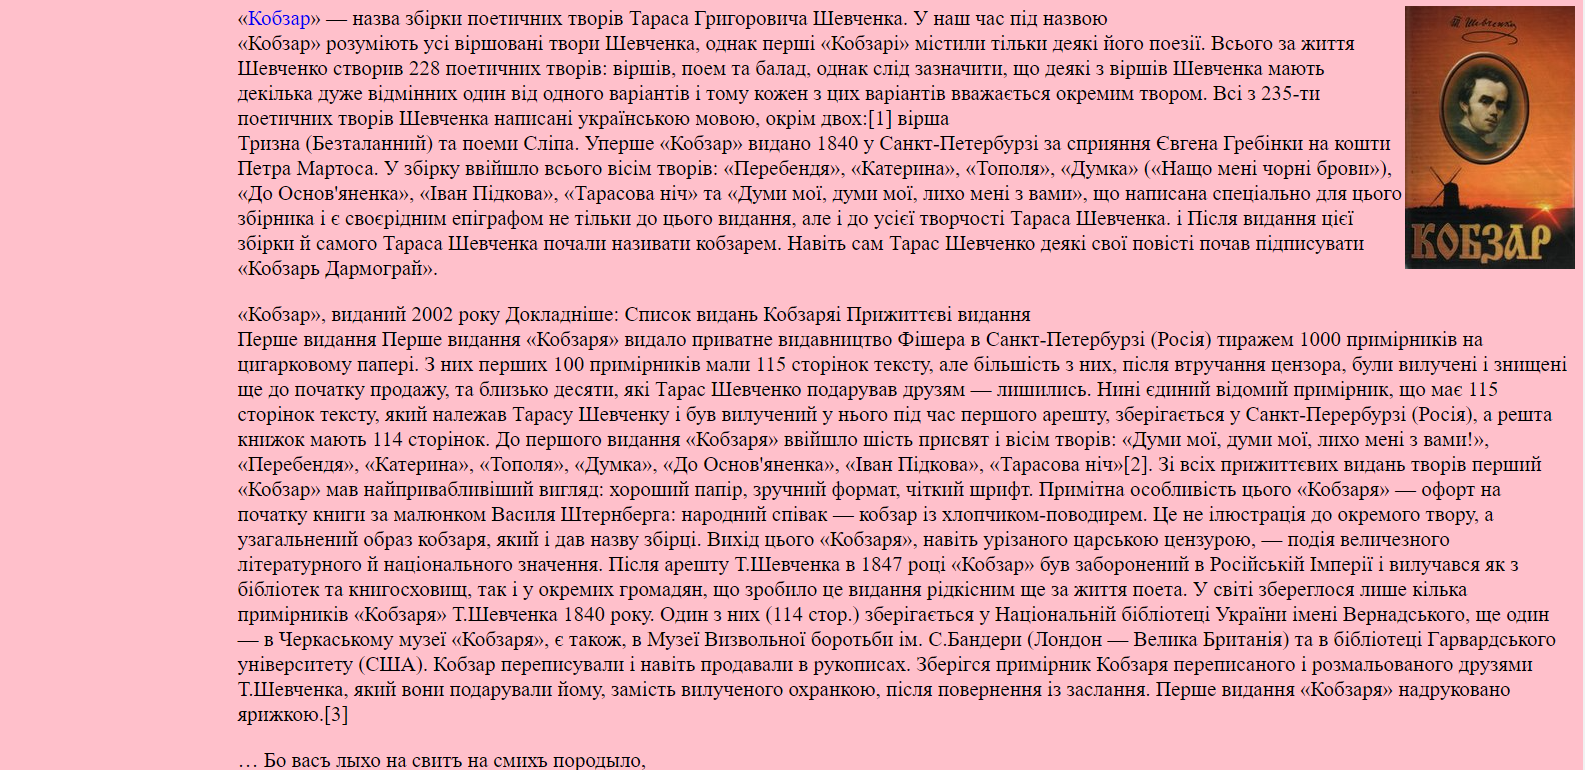 «Кобзар» — назва збірки поетичних творів Тараса Григоровича Шевченка. У наш час під назвою
«Кобзар» розуміють усі віршовані твори Шевченка, однак перші «Кобзарі» містили тільки деякі його поезії. Всього за життя
Шевченко створив 228 поетичних творів: віршів, поем та балад, однак слід зазначити, що деякі з віршів Шевченка мають
декілька дуже відмінних один від одного варіантів і тому кожен з цих варіантів вважається окремим твором. Всі з 235-ти
поетичних творів Шевченка написані українською мовою, окрім двох:[1] вірша
Тризна (Безталанний) та поеми Сліпа. Уперше «Кобзар» видано 1840 у Санкт-Петербурзі за сприяння Євгена Гребінки на кошти
Петра Мартоса. У збірку ввійшло всього вісім творів: «Перебендя», «Катерина», «Тополя», «Думка» («Нащо мені чорні брови»),
«До Основ'яненка», «Іван Підкова», «Тарасова ніч» та «Думи мої, думи мої, лихо мені з вами», що написана спеціально для цього
збірника і є своєрідним епіграфом не тільки до цього видання, але і до усієї творчості Тараса Шевченка. і Після видання цієї
збірки й самого Тараса Шевченка почали називати кобзарем. Навіть сам Тарас Шевченко деякі свої повісті почав підписувати
«Кобзарь Дармограй».
Т. Шевченко
КОБЗАР
«Кобзар», виданий 2002 року Докладніше: Список видань Кобзаряі Прижиттєві видання
Перше видання Перше видання «Кобзаря» видало приватне видавництво Фішера в Санкт-Петербурзі (Росія) тиражем 1000 примірників на
цигарковому папері. З них перших 100 примірників мали 115 сторінок тексту, але більшість з них, після втручання цензора, були вилучені і знищені
ще до початку продажу, та близько десяти, які Тарас Шевченко подарував друзям — лишились. Нині єдиний відомий примірник, що має 115
сторінок тексту, який належав Тарасу Шевченку і був вилучений у нього під час першого арешту, зберігається у Санкт-Перербурзі (Росія), а решта
книжок мають 114 сторінок. До першого видання «Кобзаря» ввійшло шість присвят і вісім творів: «Думи мої, думи мої, лихо мені з вами!»,
«Перебендя», «Катерина», «Тополя», «Думка», «До Основ'яненка», «Іван Підкова», «Тарасова ніч»[2]. Зі всіх прижиттєвих видань творів перший
«Кобзар» мав найпривабливіший вигляд: хороший папір, зручний формат, чіткий шрифт. Примітна особливість цього «Кобзаря» — офорт на
початку книги за малюнком Василя Штернберга: народний співак — кобзар із хлопчиком-поводирем. Це не ілюстрація до окремого твору, а
узагальнений образ кобзаря, який і дав назву збірці. Вихід цього «Кобзаря», навіть урізаного царською цензурою, — подія величезного
літературного й національного значення. Після арешту Т.Шевченка в 1847 році «Кобзар» був заборонений в Російській Імперії і вилучався як з
бібліотек та книгосховищ, так і у окремих громадян, що зробило це видання рідкісним ще за життя поета. У світі збереглося лише кілька
примірників «Кобзаря» Т.Шевченка 1840 року. Один з них (114 стор.) зберігається у Національній бібліотеці України імені Вернадського, ще один
— в Черкаському музеї «Кобзаря», є також, в Музеї Визвольної боротьби ім. С.Бандери (Лондон — Велика Британія) та в бібліотеці Гарвардського
університету (США). Кобзар переписували і навіть продавали в рукописах. Зберігся примірник Кобзаря переписаного і розмальованого друзями
Т.Шевченка, який вони подарували йому, замість вилученого охранкою, після повернення із заслання. Перше видання «Кобзаря» надруковано
ярижкою.[3]
… Бо васъ лыхо на свитъ на смихъ породыло,